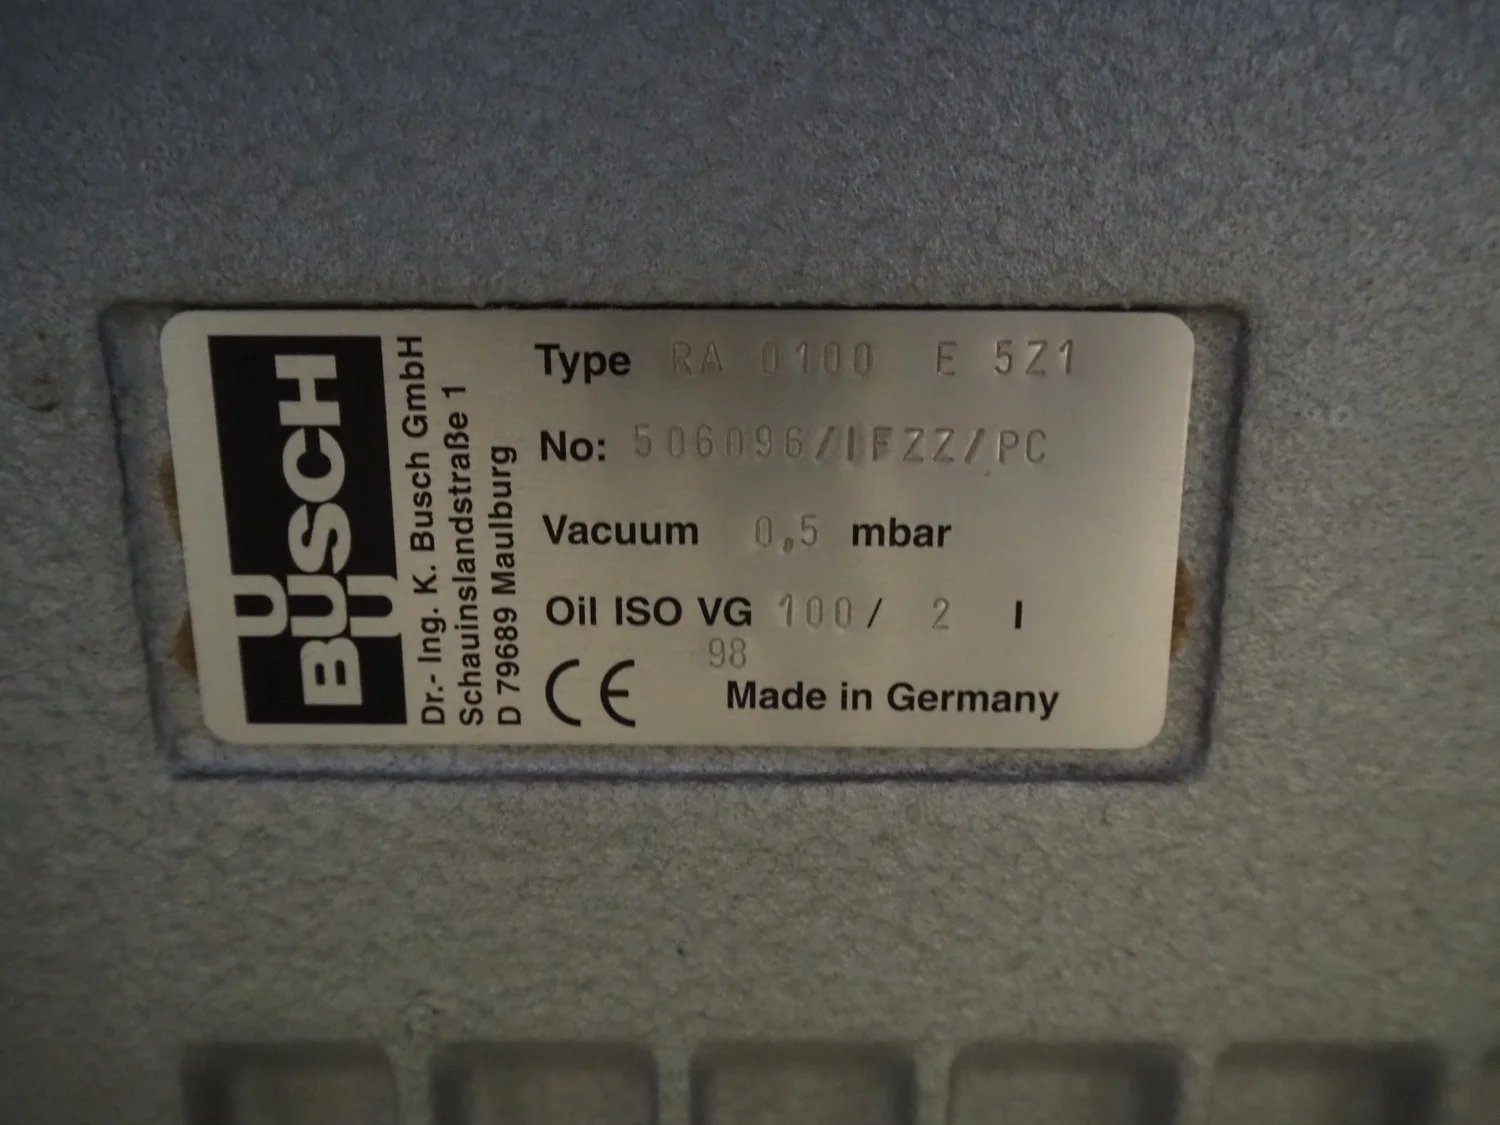 BUSCH
Dr.- Ing. K. Busch GmbH
Schauinslandstraße 1
D 79689 Maulburg
Type RA 0100 E 5Z1
No: 506096/IFZZ/PC
Vacuum 0,5 mbar
Oil ISO VG 100/ 2 l
98
CE Made in Germany